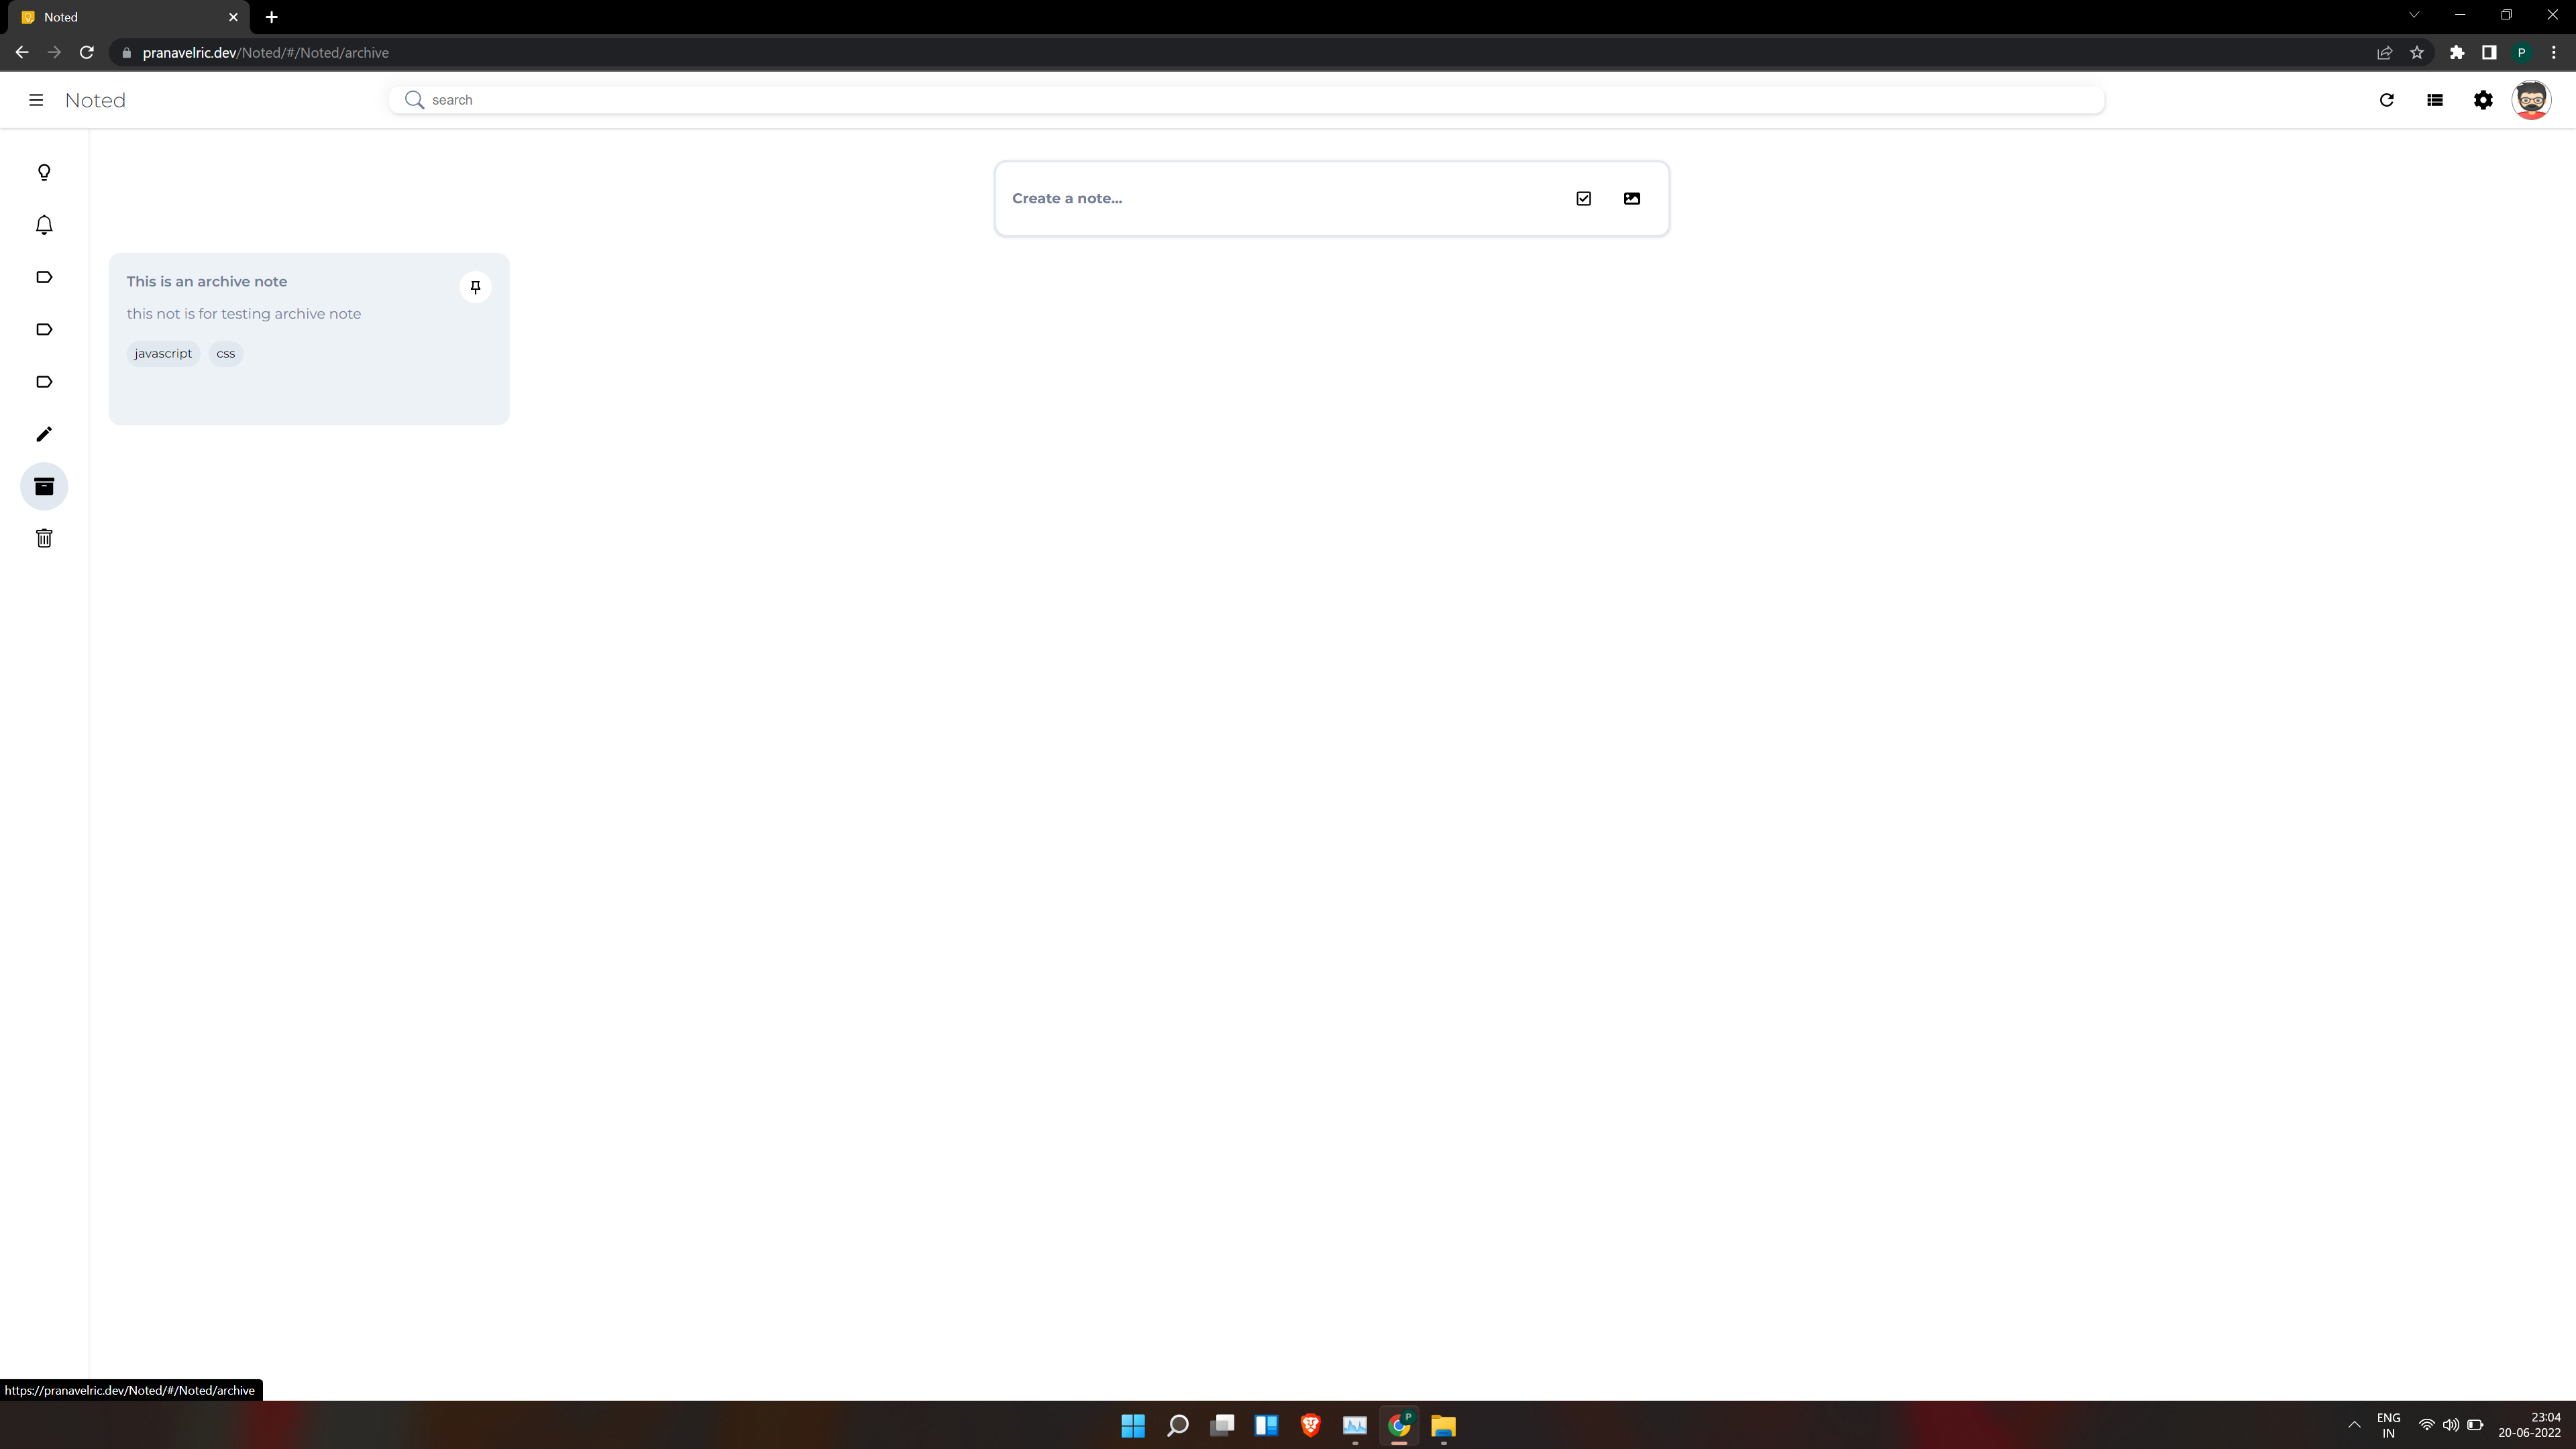 Noted
pranavelric.dev/Noted/#/Noted/archive
P
Noted
search
Create a note...
This is an archive note
this not is for testing archive note
javascript css
https://pranavelric.dev/Noted/#/Noted/archive
P
ENG
IN
23:04
20-06-2022